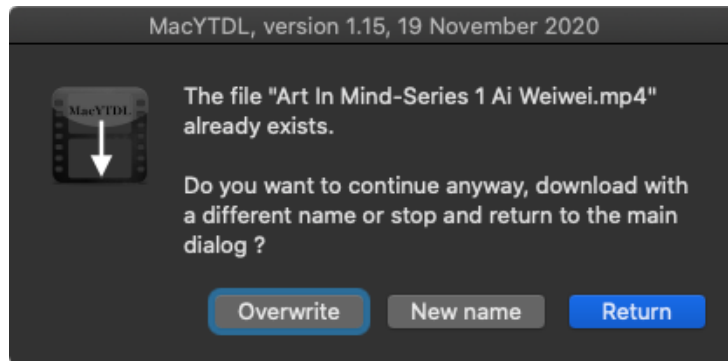 MacYTDL, version 1.15, 19 November 2020
MacYTDL
The file "Art In Mind-Series 1 Ai Weiwei.mp4"
already exists.
Do you want to continue anyway, download with
a different name or stop and return to the main
dialog ?
Overwrite
New name
Return